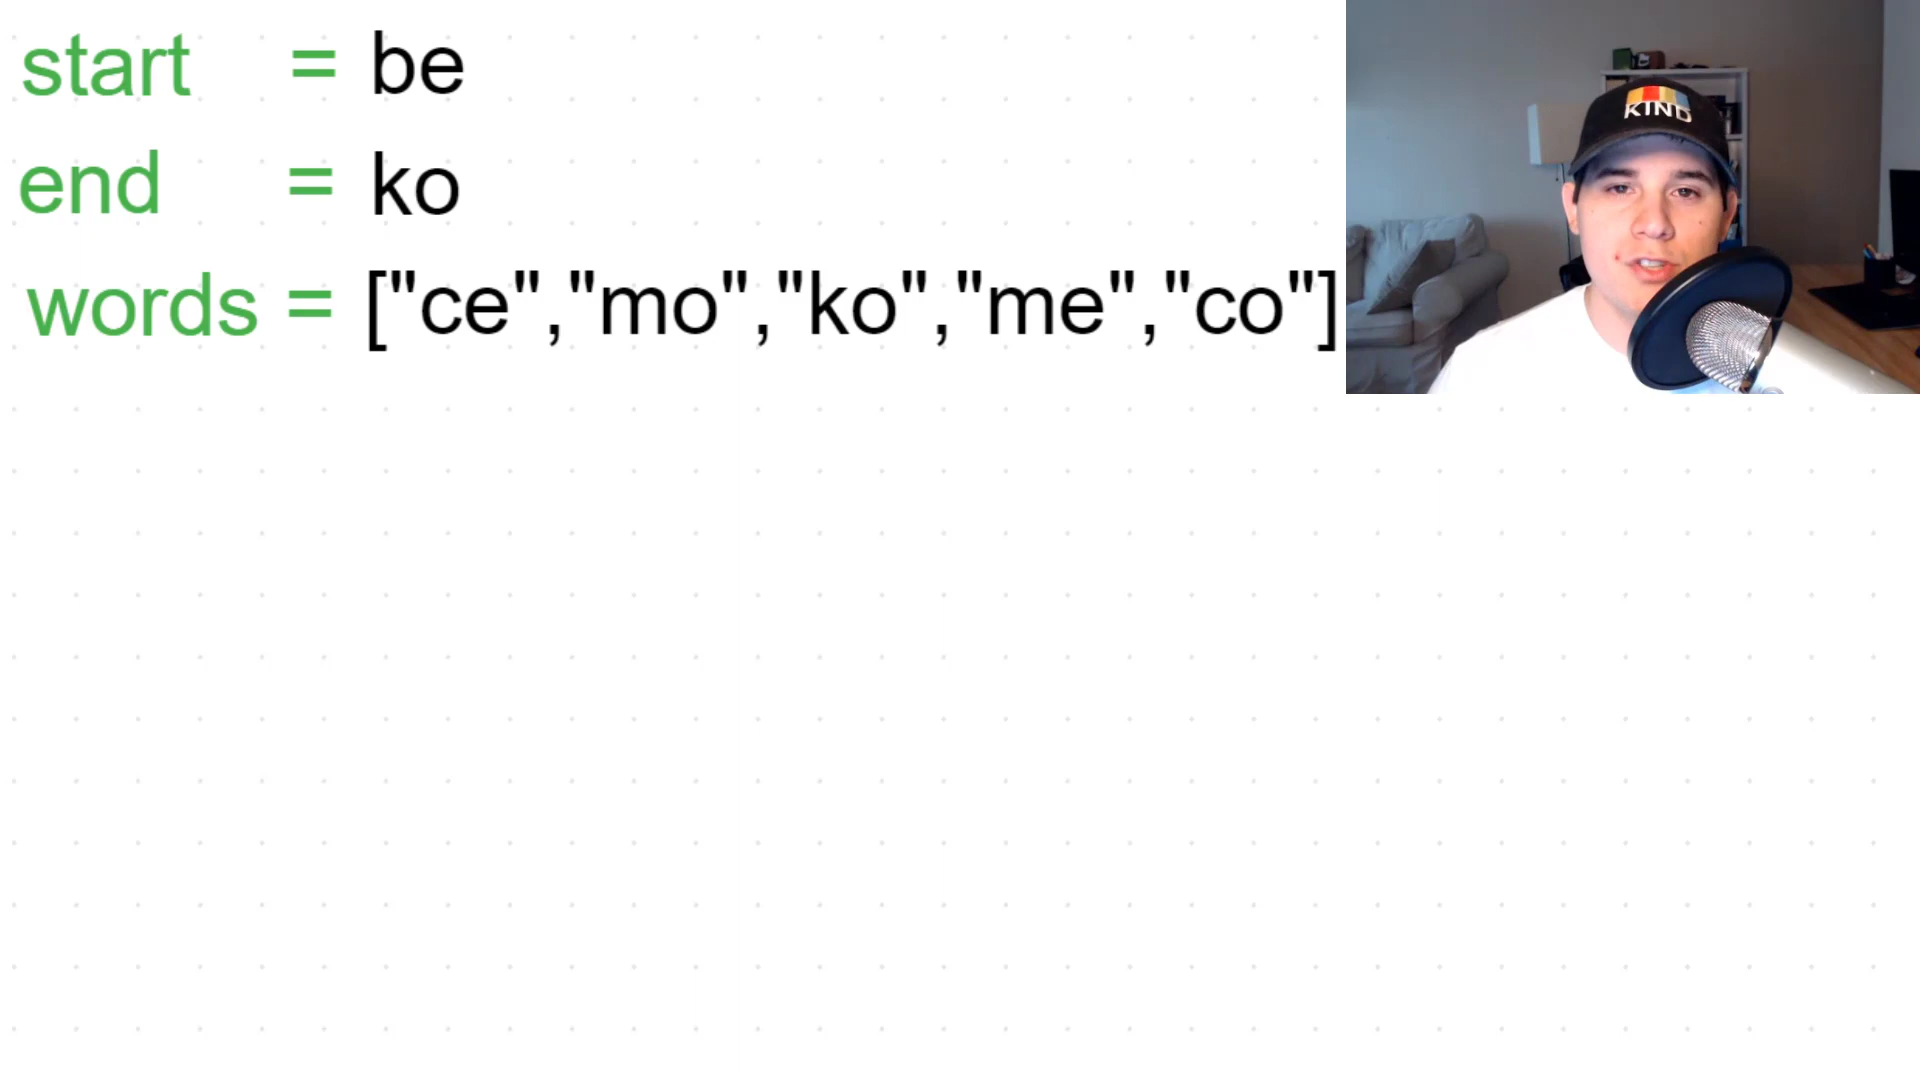 start = be
end = ko
words = ["ce","mo","ko","me","co"]
KIND